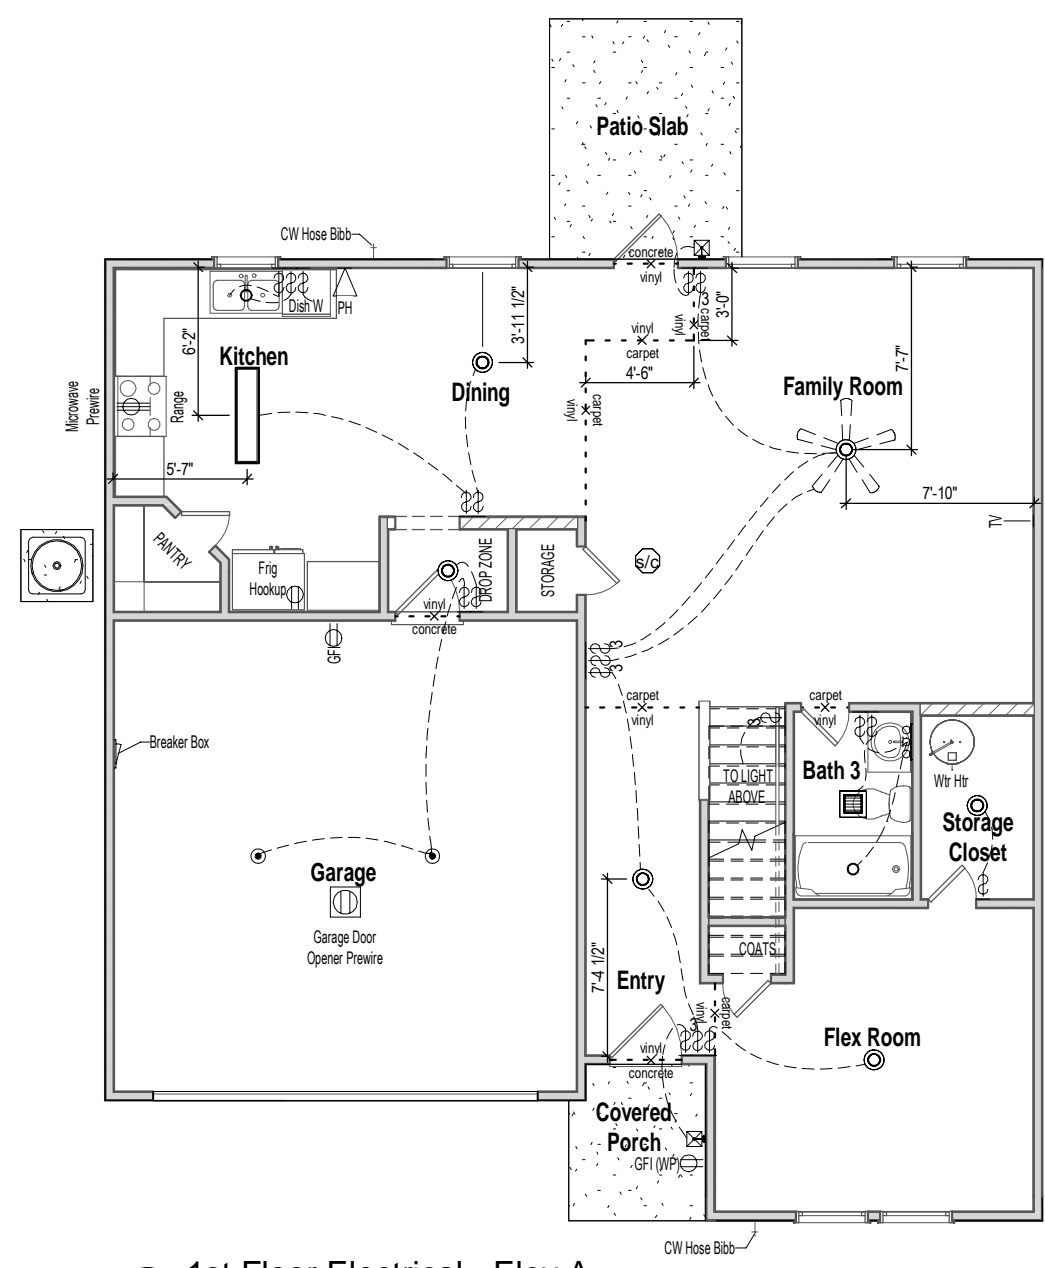 Patio Slab
CW Hose Bibb
concrete
vinyl
Dish W
PH
6'-2"
3'-11 1/2"
3
carpet
vinyl
3'-0"
vinyl
carpet
4'-6"
7'-7"
Kitchen
Dining
Family Room
Microwave
Prewire
Range
carpet
vinyl
5'-7"
7'-10"
TV
PANTRY
Frig
Hookup
DROP ZONE
STORAGE
s/c
vinyl
concrete
GFI
3
3
carpet
vinyl
carpet
vinyl
3
Breaker Box
TO LIGHT
ABOVE
Bath 3
Wtr Htr
Storage
Closet
Garage
Garage Door
Opener Prewire
7'-4 1/2"
COATS
Entry
carpet
vinyl
3
Flex Room
vinyl
concrete
Covered
Porch
GFI (WP)
CW Hose Bibb
1st Floor Electrical - Elev A